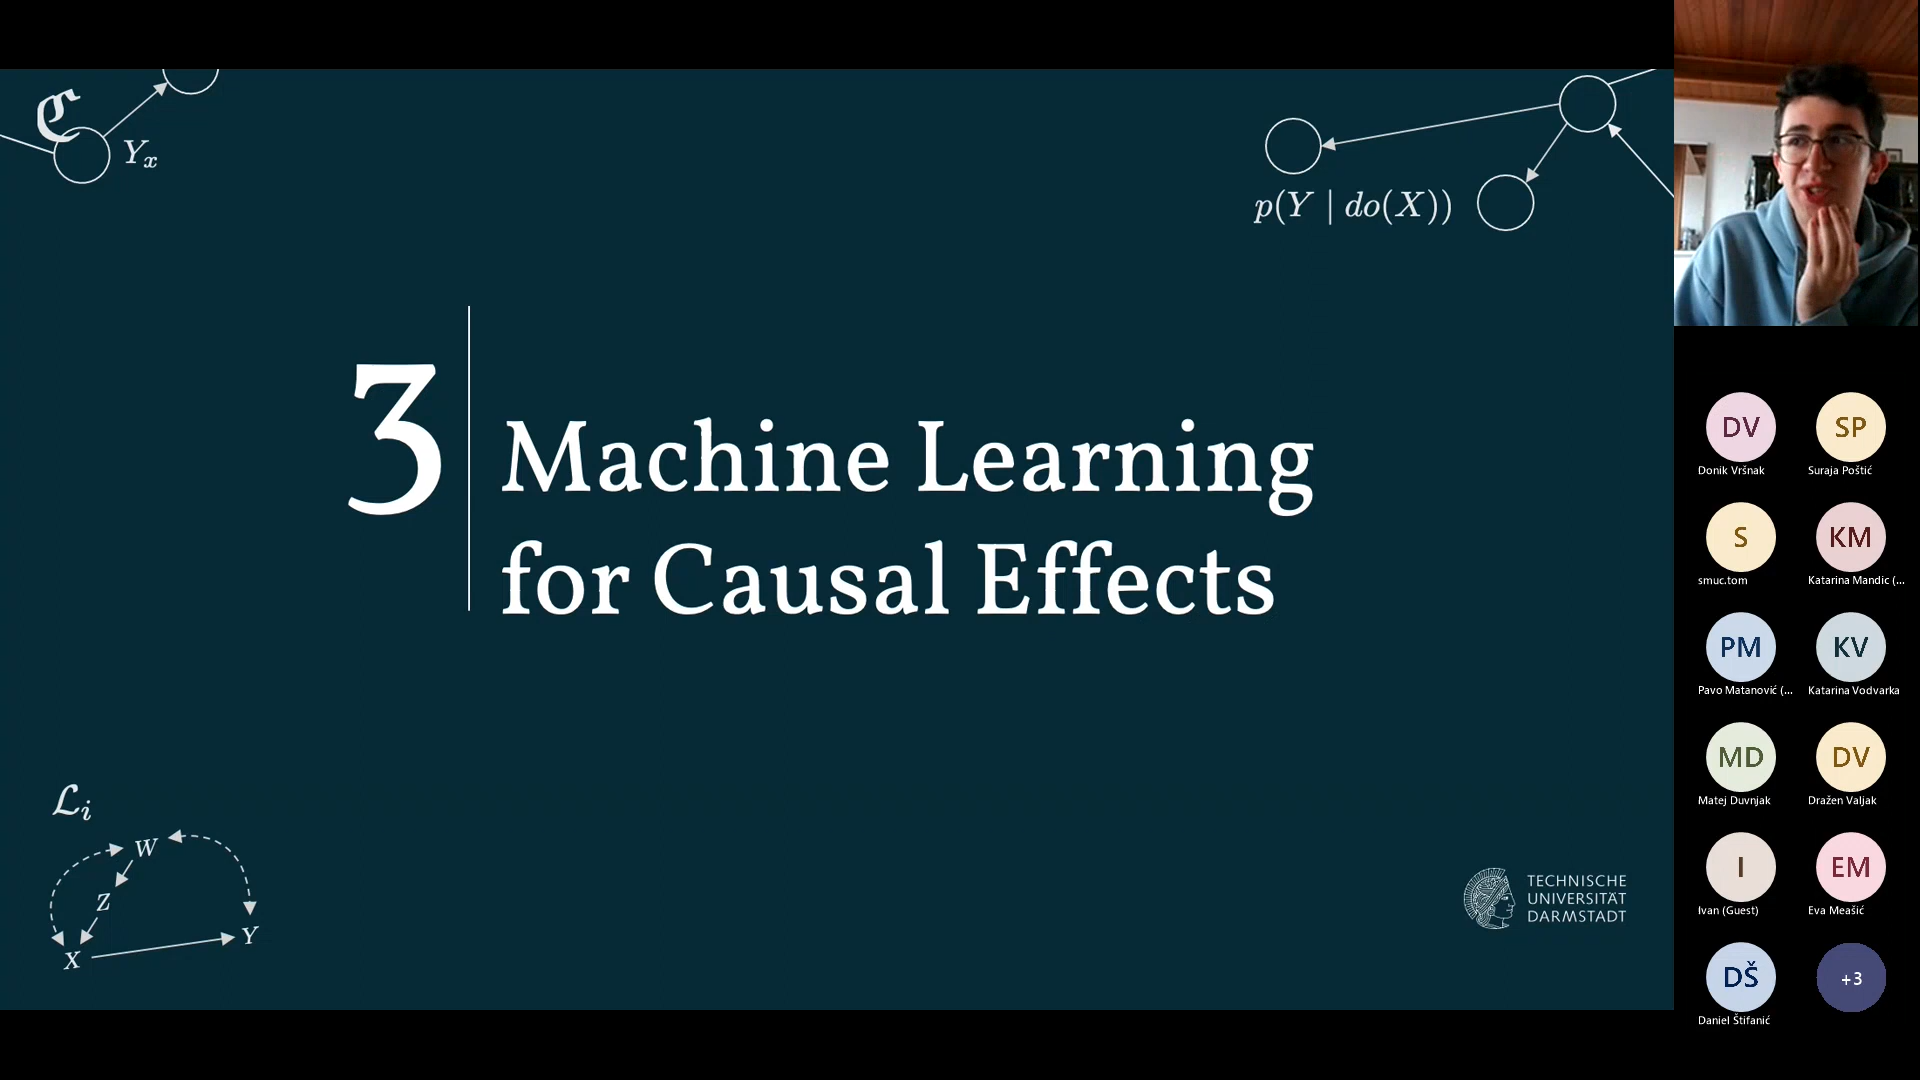 ℭ
Yₓ
p(Y | do(X))
3
Machine Learning
for Causal Effects
ℒᵢ
W
Z
X
Y
TECHNISCHE
UNIVERSITÄT
DARMSTADT
DV
SP
Donik Vršnak
Suraja Poštić
S
KM
smuc.tom
Katarina Mandic (...
PM
KV
Pavo Matanović (...
Katarina Vodvarka
MD
DV
Matej Duvnjak
Dražen Valjak
I
EM
Ivan (Guest)
Eva Meašić
DŠ
+3
Daniel Štifanić